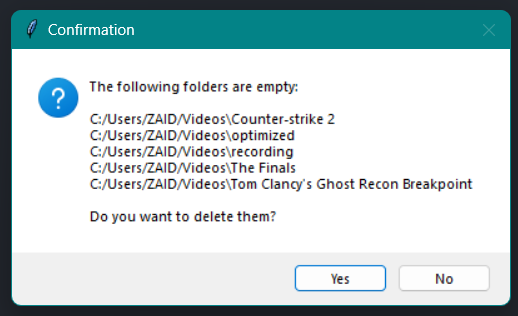 Confirmation
The following folders are empty:
C:/Users/ZAID/Videos\Counter-strike 2
C:/Users/ZAID/Videos\optimized
C:/Users/ZAID/Videos\recording
C:/Users/ZAID/Videos\The Finals
C:/Users/ZAID/Videos\Tom Clancy's Ghost Recon Breakpoint
Do you want to delete them?
Yes
No